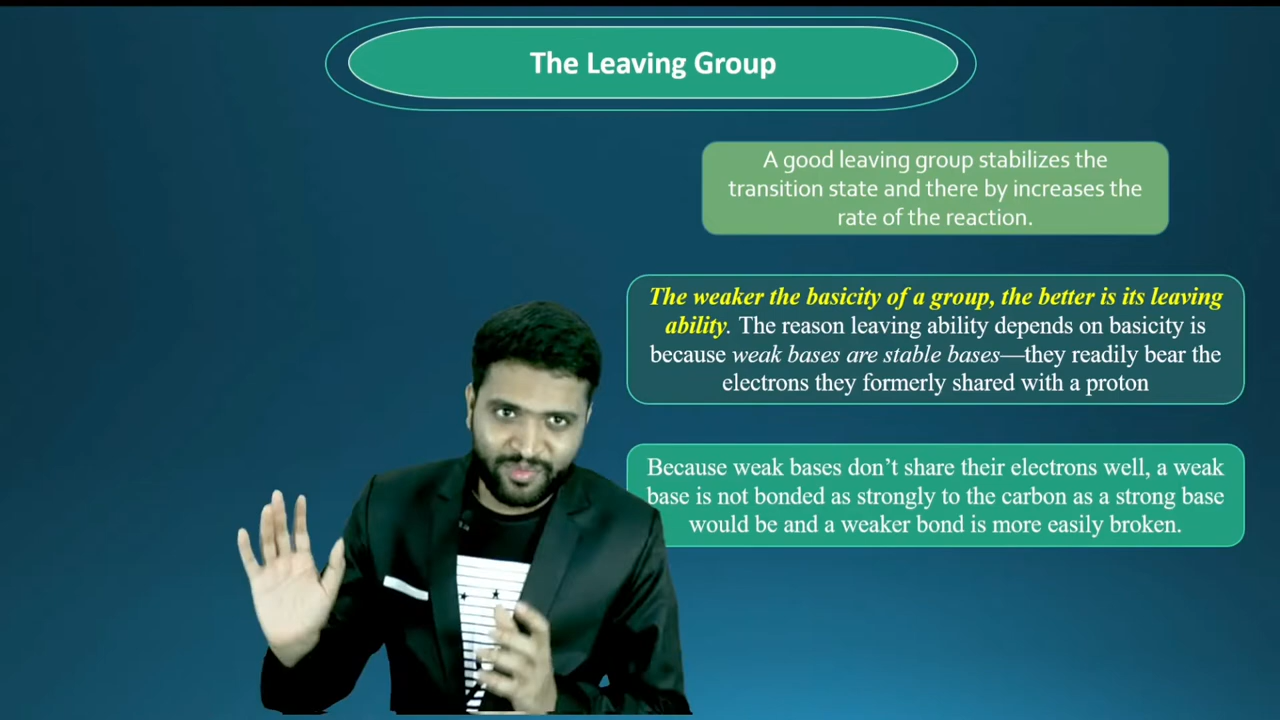 The Leaving Group
A good leaving group stabilizes the
transition state and there by increases the
rate of the reaction.
The weaker the basicity of a group, the better is its leaving
ability. The reason leaving ability depends on basicity is
because weak bases are stable bases—they readily bear the
electrons they formerly shared with a proton
Because weak bases don't share their electrons well, a weak
base is not bonded as strongly to the carbon as a strong base
would be and a weaker bond is more easily broken.